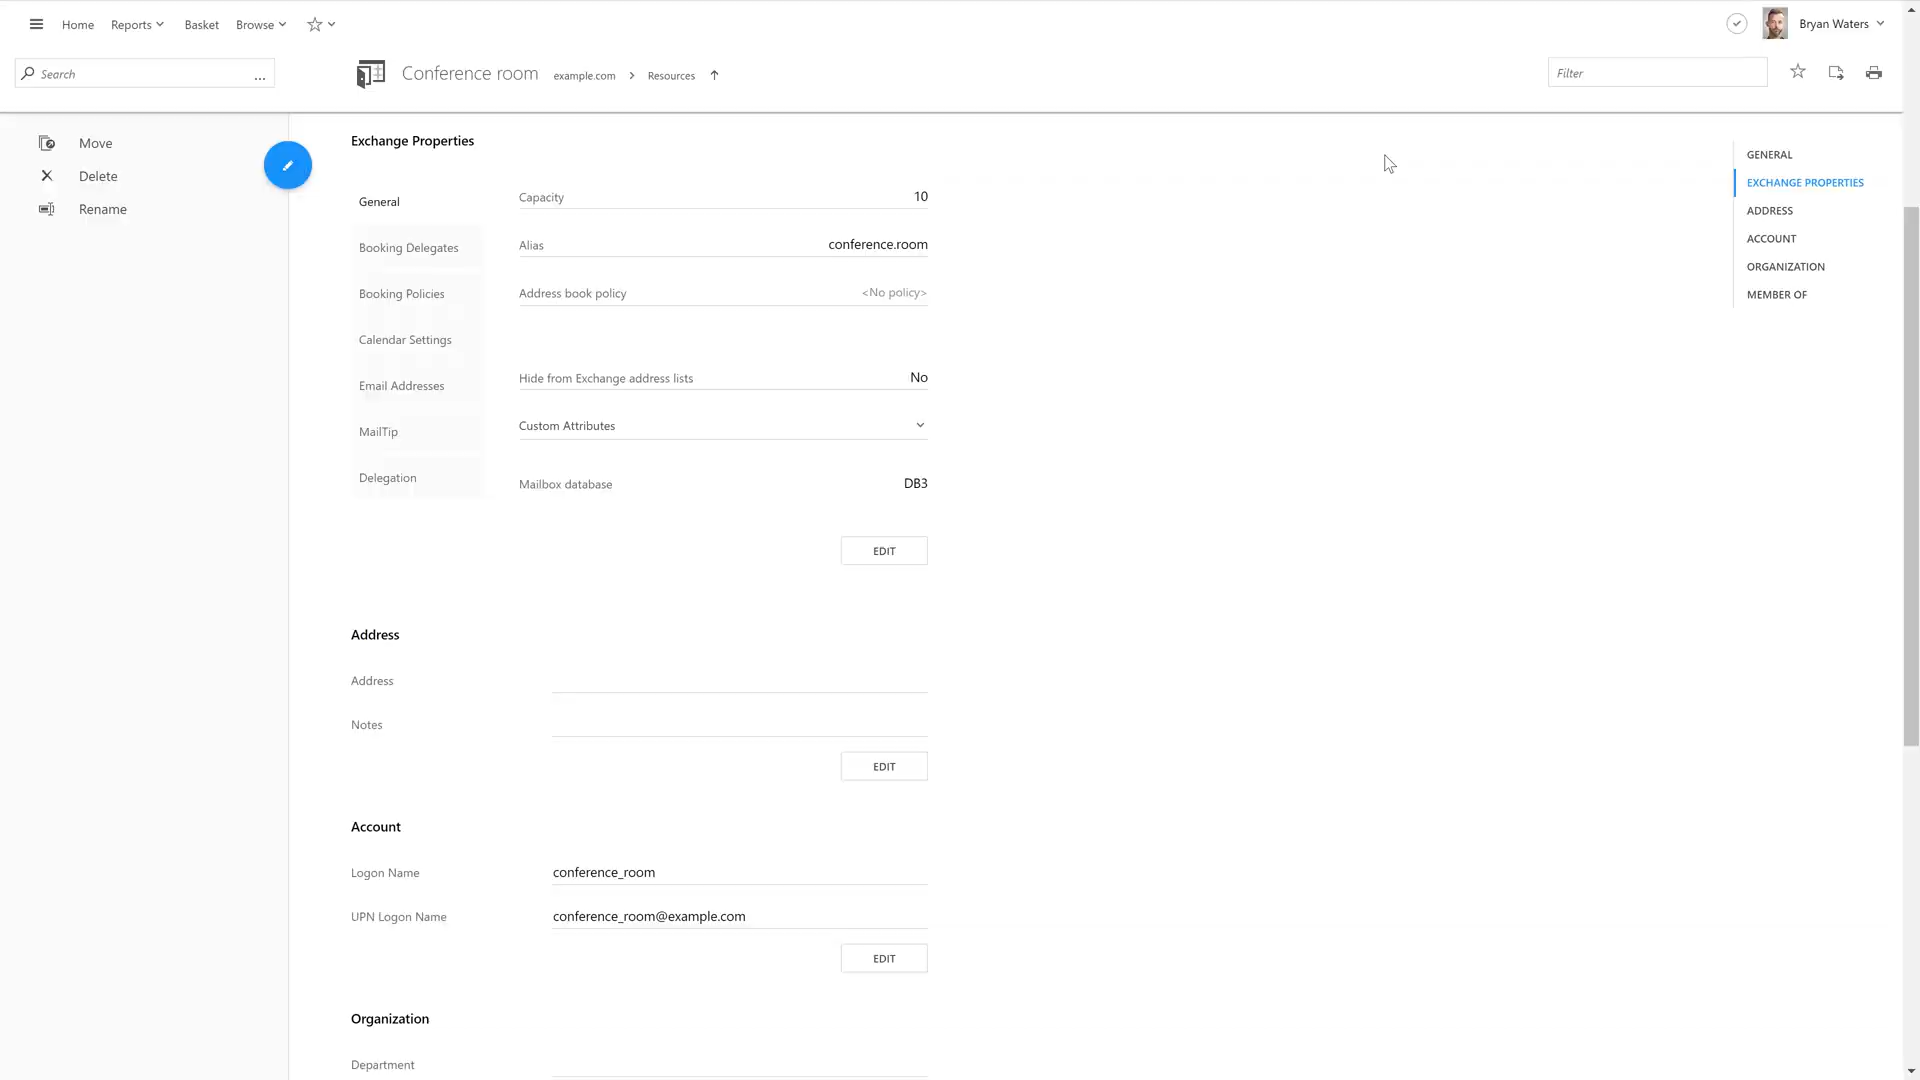 Home
Reports
Basket
Browse
Bryan Waters
Search
...
Conference room
example.com
Resources
Filter
Move
Delete
Rename
Exchange Properties
General
Booking Delegates
Booking Policies
Calendar Settings
Email Addresses
MailTip
Delegation
Capacity 10
Alias conference.room
Address book policy <No policy>
Hide from Exchange address lists No
Custom Attributes
Mailbox database DB3
EDIT
GENERAL
EXCHANGE PROPERTIES
ADDRESS
ACCOUNT
ORGANIZATION
MEMBER OF
Address
Address
Notes
EDIT
Account
Logon Name conference_room
UPN Logon Name conference_room@example.com
EDIT
Organization
Department